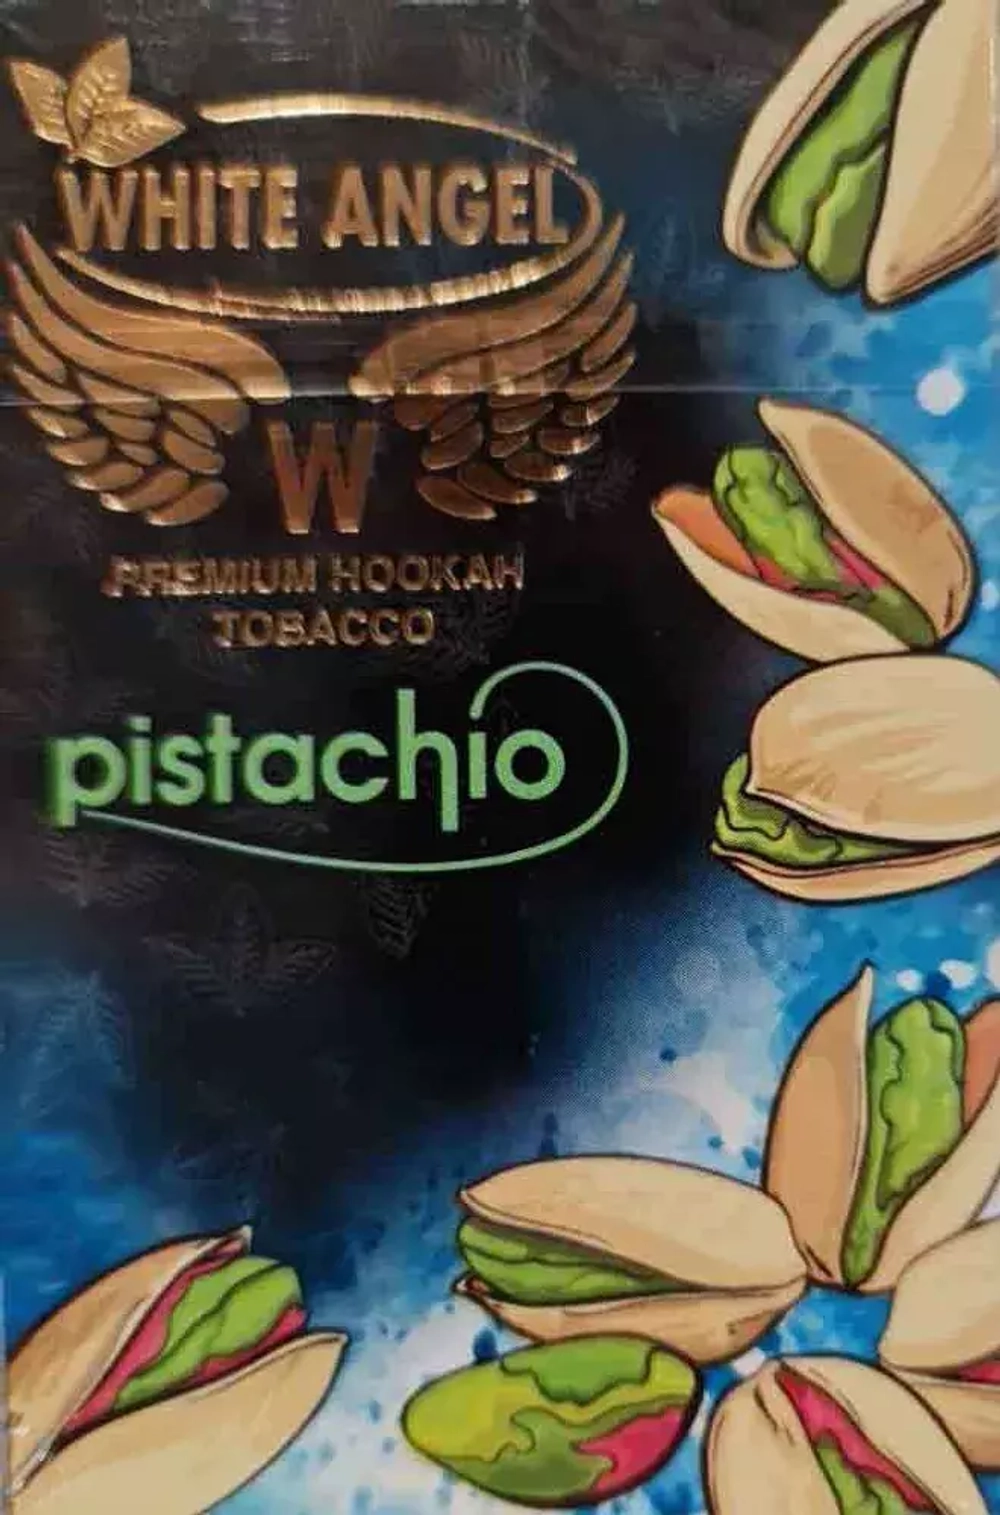 WHITE ANGEL
W
PREMIUM HOOKAH
TOBACCO
pistachio